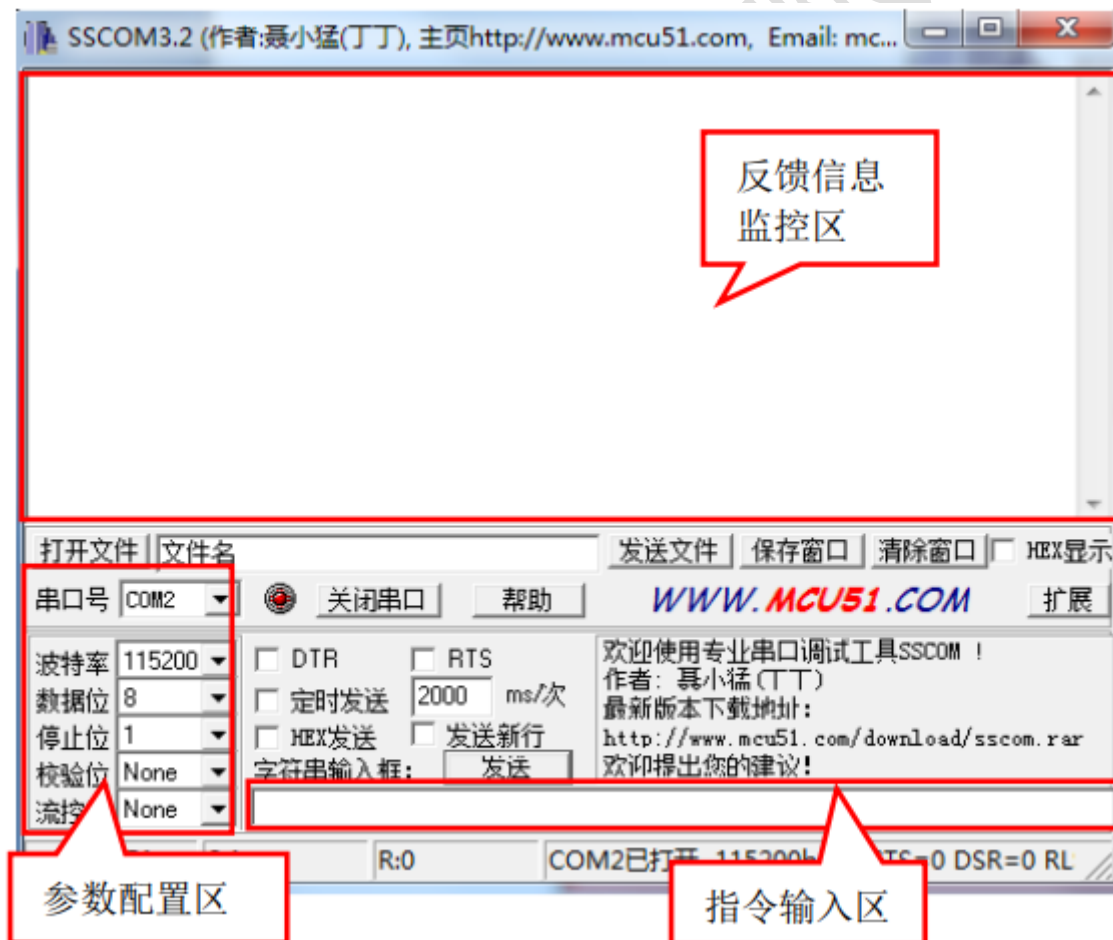 SSCOM3.2 (作者:聂小猛(丁丁), 主页http://www.mcu51.com, Email: mc...
反馈信息
监控区
打开文件 文件名 发送文件 保存窗口 清除窗口 HEX显示
串口号 COM2 关闭串口 帮助 WWW.MCU51.COM 扩展
波特率 115200
数据位 8
停止位 1
校验位 None
流控 None
DTR RTS
定时发送 2000 ms/次
HEX发送 发送新行
字符串输入框: 发送
欢迎使用专业串口调试工具SSCOM !
作者: 聂小猛(丁丁)
最新版本下载地址:
http://www.mcu51.com/download/sscom.rar
欢迎提出您的建议!
R:0 COM2已打开 115200b TS=0 DSR=0 RL
参数配置区
指令输入区